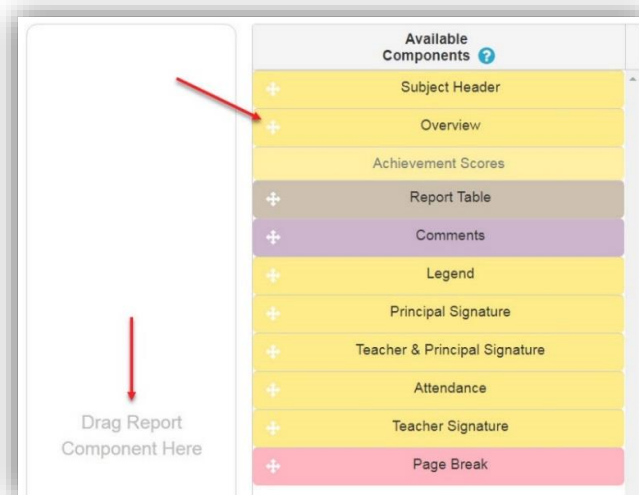 Available
Components ?
Subject Header
Overview
Achievement Scores
Report Table
Comments
Legend
Principal Signature
Teacher & Principal Signature
Attendance
Teacher Signature
Page Break
Drag Report
Component Here